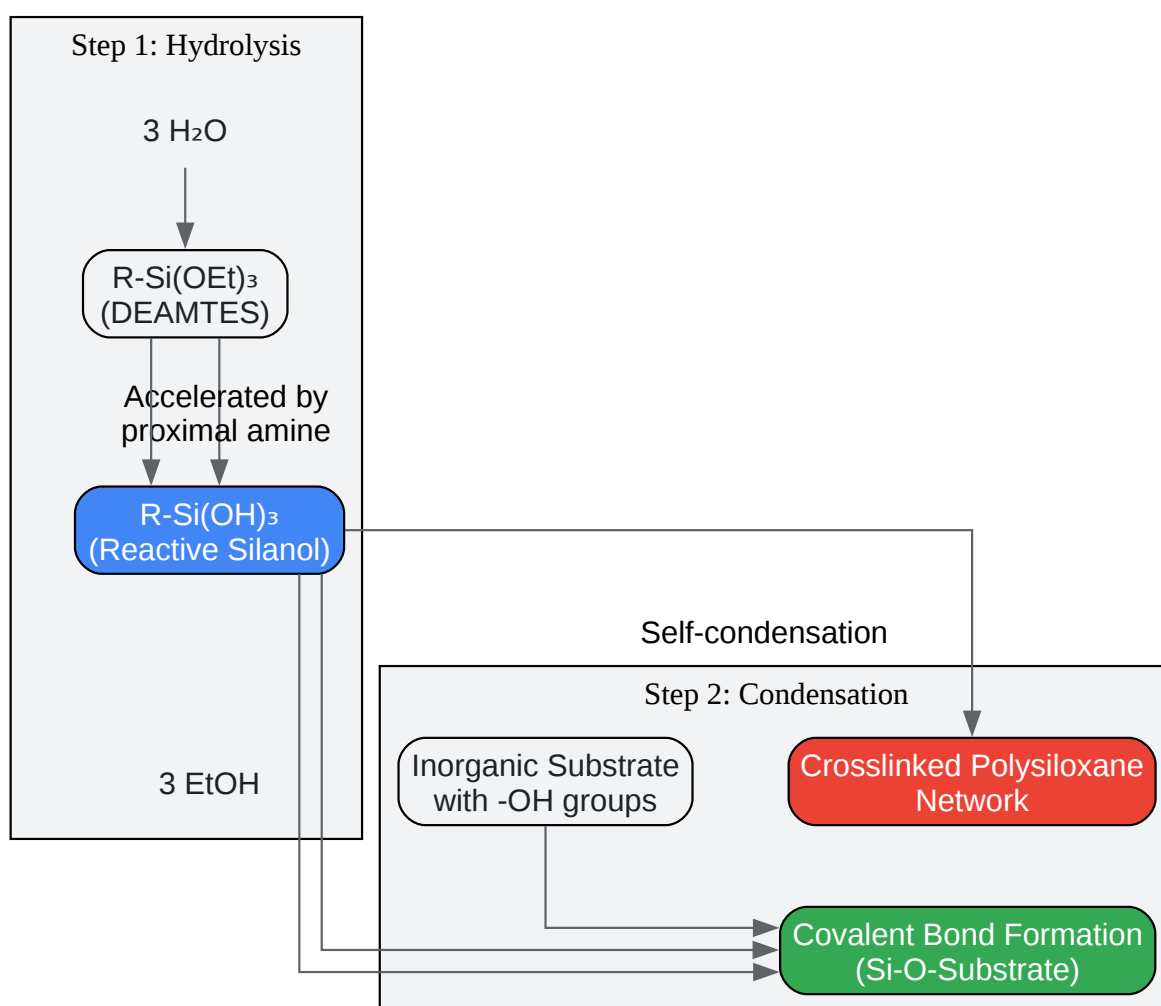 Step 1: Hydrolysis
3 H₂O
R-Si(OEt)₃
(DEAMTES)
Accelerated by
proximal amine
R-Si(OH)₃
(Reactive Silanol)
3 EtOH
Self-condensation
Step 2: Condensation
Inorganic Substrate
with -OH groups
Crosslinked Polysiloxane
Network
Covalent Bond Formation
(Si-O-Substrate)